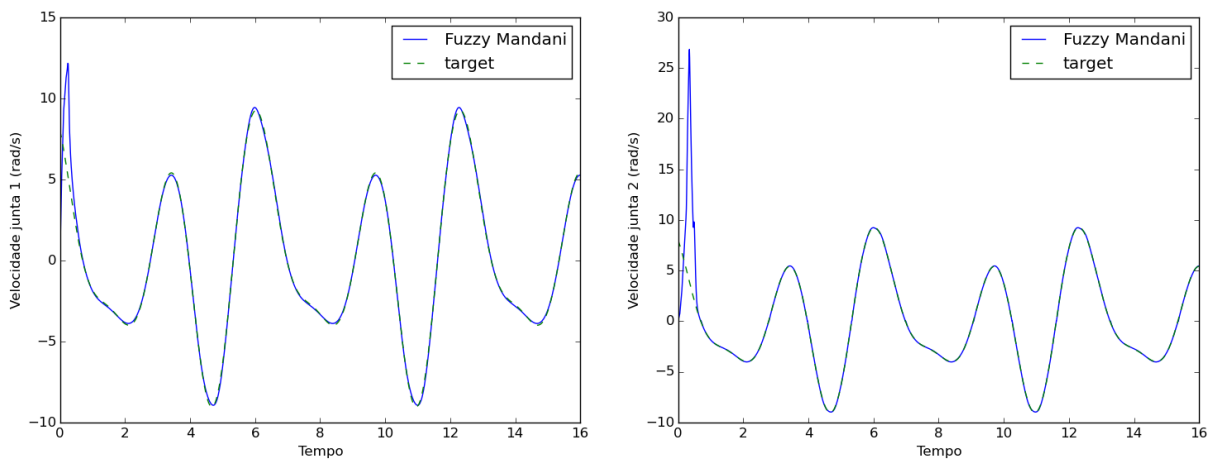 15
10
5
0
−5
−10
Velocidade junta 1 (rad/s)
Fuzzy Mandani
target
0 2 4 6 8 10 12 14 16
Tempo
30
25
20
15
10
5
0
−5
−10
Velocidade junta 2 (rad/s)
Fuzzy Mandani
target
0 2 4 6 8 10 12 14 16
Tempo